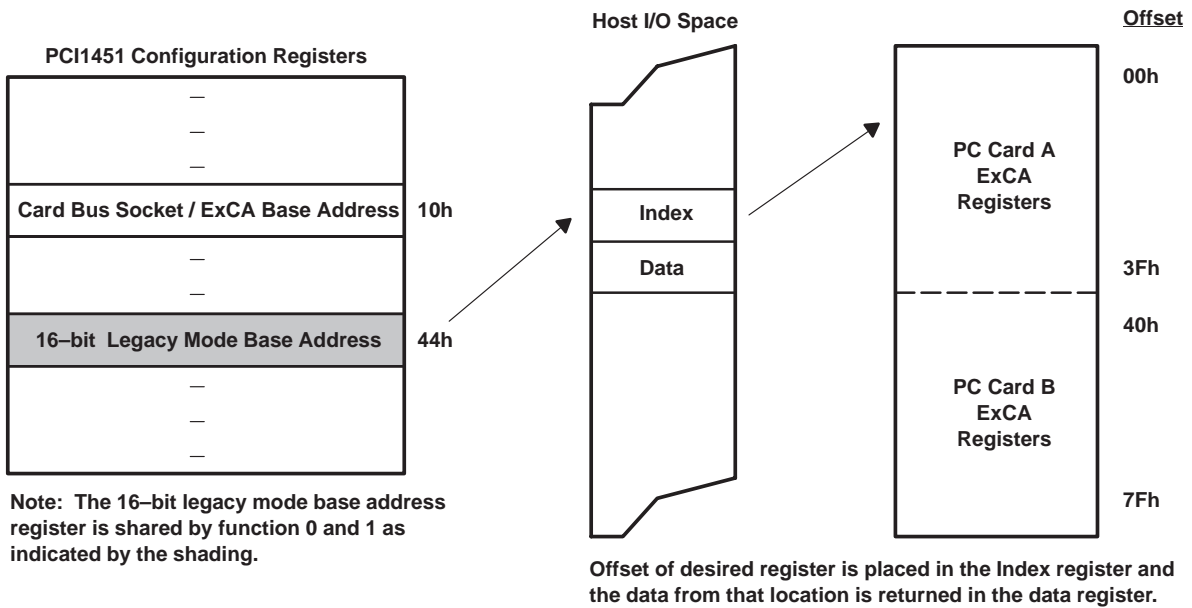 PCI1451 Configuration Registers
—
—
—
Card Bus Socket / ExCA Base Address
10h
—
—
16–bit Legacy Mode Base Address
44h
—
—
—
Note: The 16–bit legacy mode base address
register is shared by function 0 and 1 as
indicated by the shading.
Host I/O Space
Index
Data
Offset
00h
PC Card A
ExCA
Registers
3Fh
40h
PC Card B
ExCA
Registers
7Fh
Offset of desired register is placed in the Index register and
the data from that location is returned in the data register.